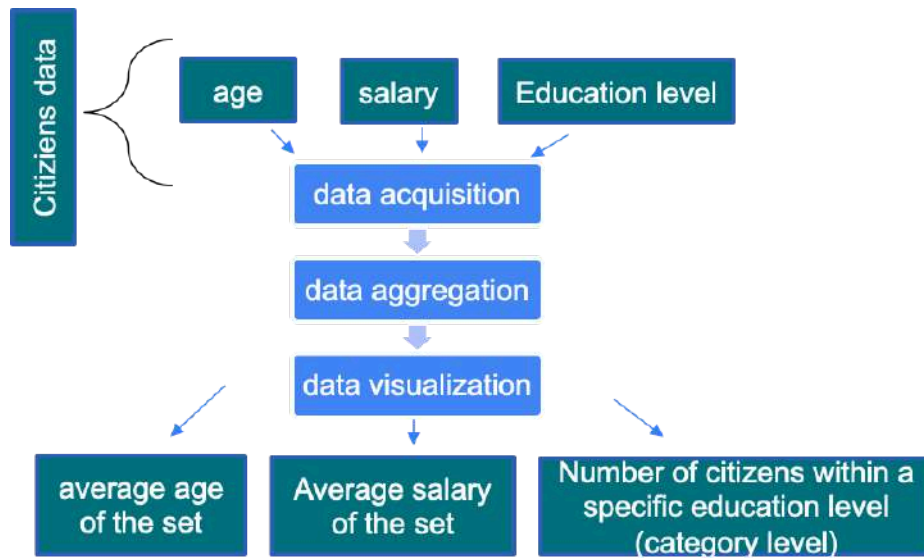 Citiziens data
age
salary
Education level
data acquisition
data aggregation
data visualization
average age
of the set
Average salary
of the set
Number of citizens within a
specific education level
(category level)